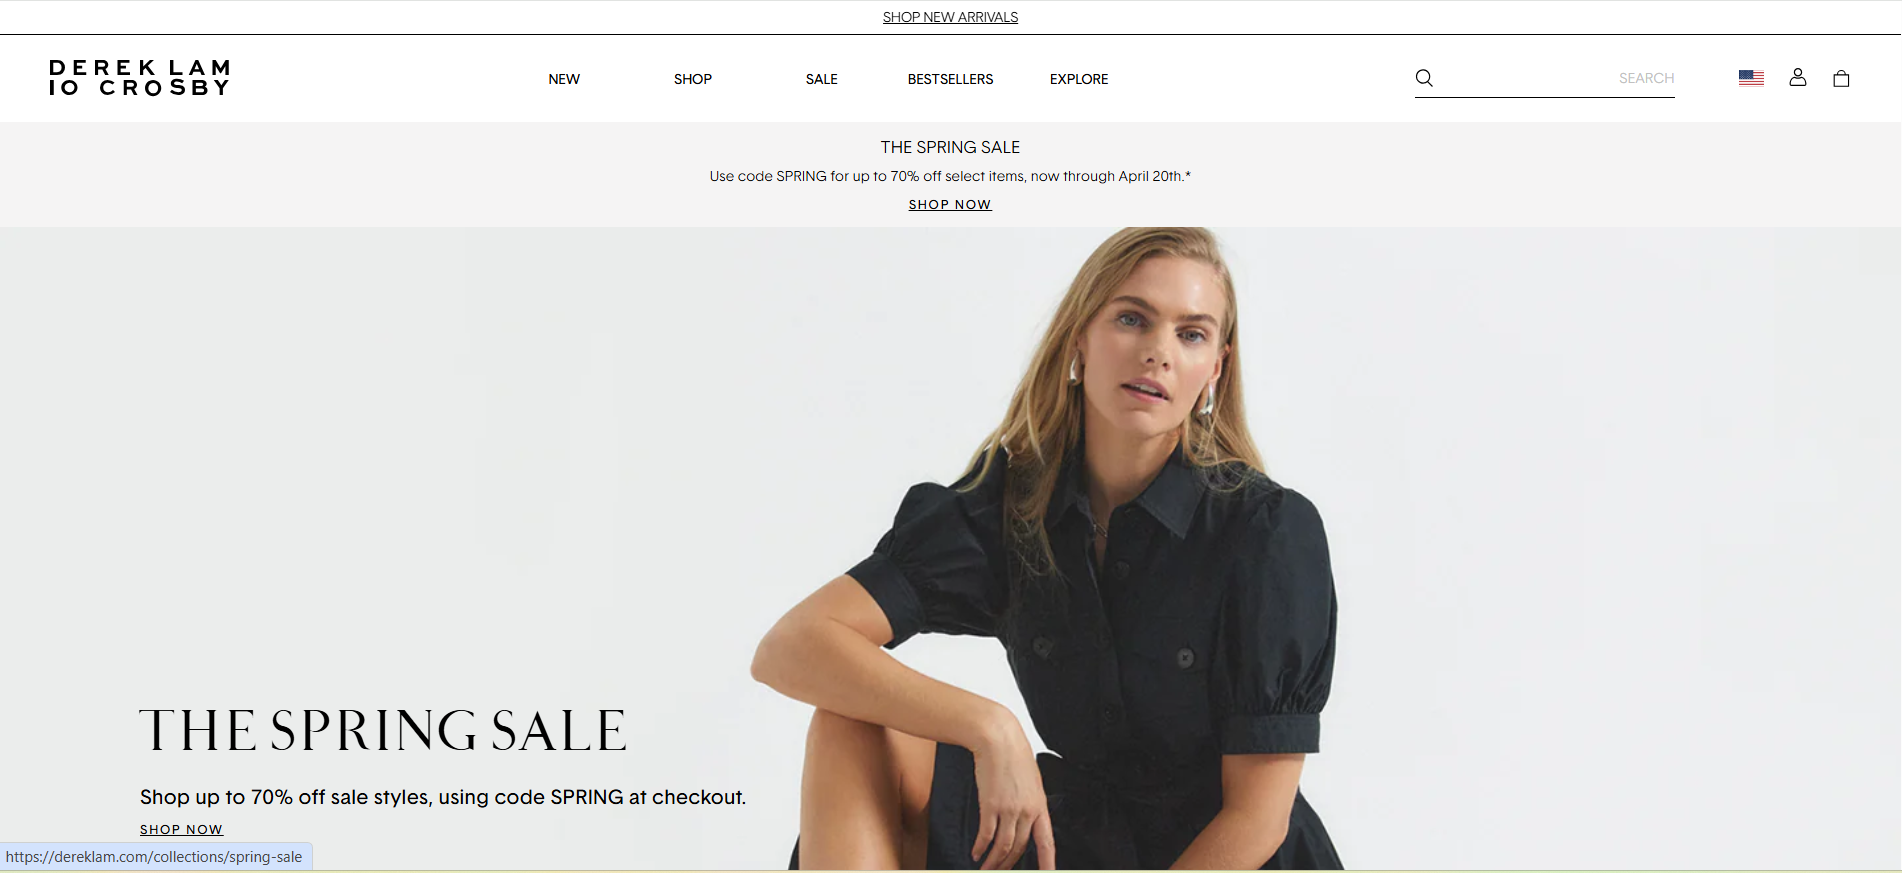 SHOP NEW ARRIVALS
DEREK LAM
10 CROSBY
NEW SHOP SALE BESTSELLERS EXPLORE
SEARCH
THE SPRING SALE
Use code SPRING for up to 70% off select items, now through April 20th.*
SHOP NOW
THE SPRING SALE
Shop up to 70% off sale styles, using code SPRING at checkout.
SHOP NOW
https://dereklam.com/collections/spring-sale